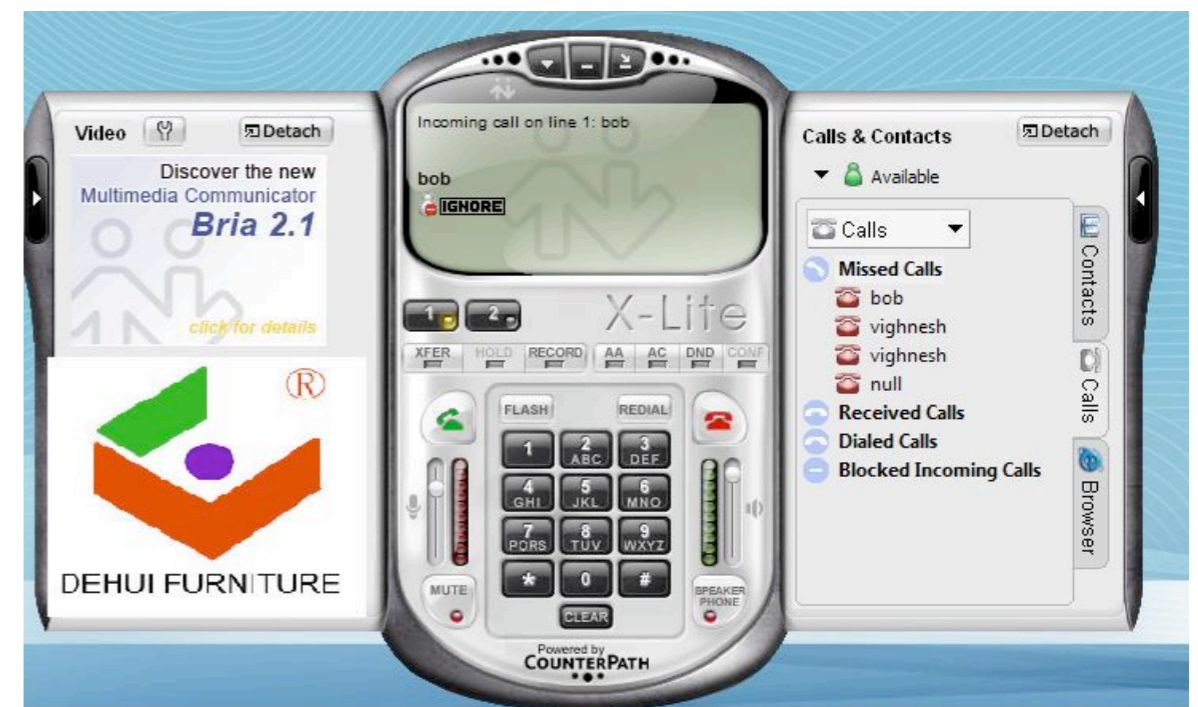 Video
Detach
Discover the new
Multimedia Communicator
Bria 2.1
click for details
®
DEHUI FURNITURE
Incoming call on line 1: bob
bob
IGNORE
1
2
X-Lite
XFER HOLD RECORD AA AC DND CONF
FLASH REDIAL
1 2 3
ABC DEF
4 5 6
GHI JKL MNO
7 8 9
PQRS TUV WXYZ
* 0 #
MUTE
CLEAR
SPEAKER
PHONE
Powered by
COUNTERPATH
Calls & Contacts
Detach
Available
Calls
Missed Calls
bob
vighnesh
vighnesh
null
Received Calls
Dialed Calls
Blocked Incoming Calls
Contacts
Calls
Browser